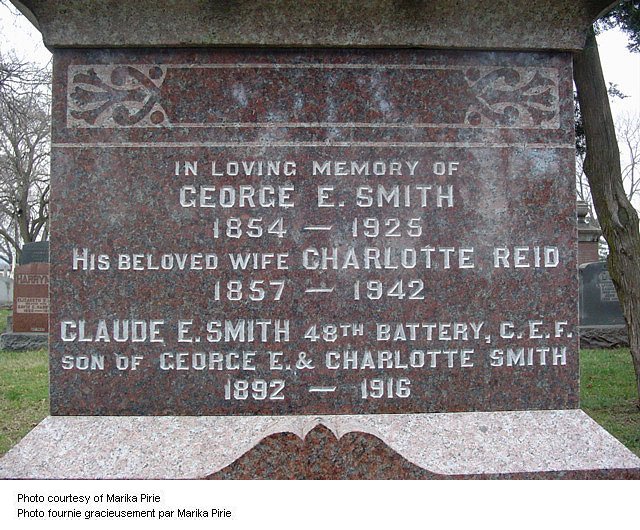 IN LOVING MEMORY OF
GEORGE E. SMITH
1854 — 1925
HIS BELOVED WIFE CHARLOTTE REID
1857 — 1942
CLAUDE E. SMITH 48TH BATTERY, C.E.F.
SON OF GEORGE E. & CHARLOTTE SMITH
1892 — 1916
Photo courtesy of Marika Pirie
Photo fournie gracieusement par Marika Pirie